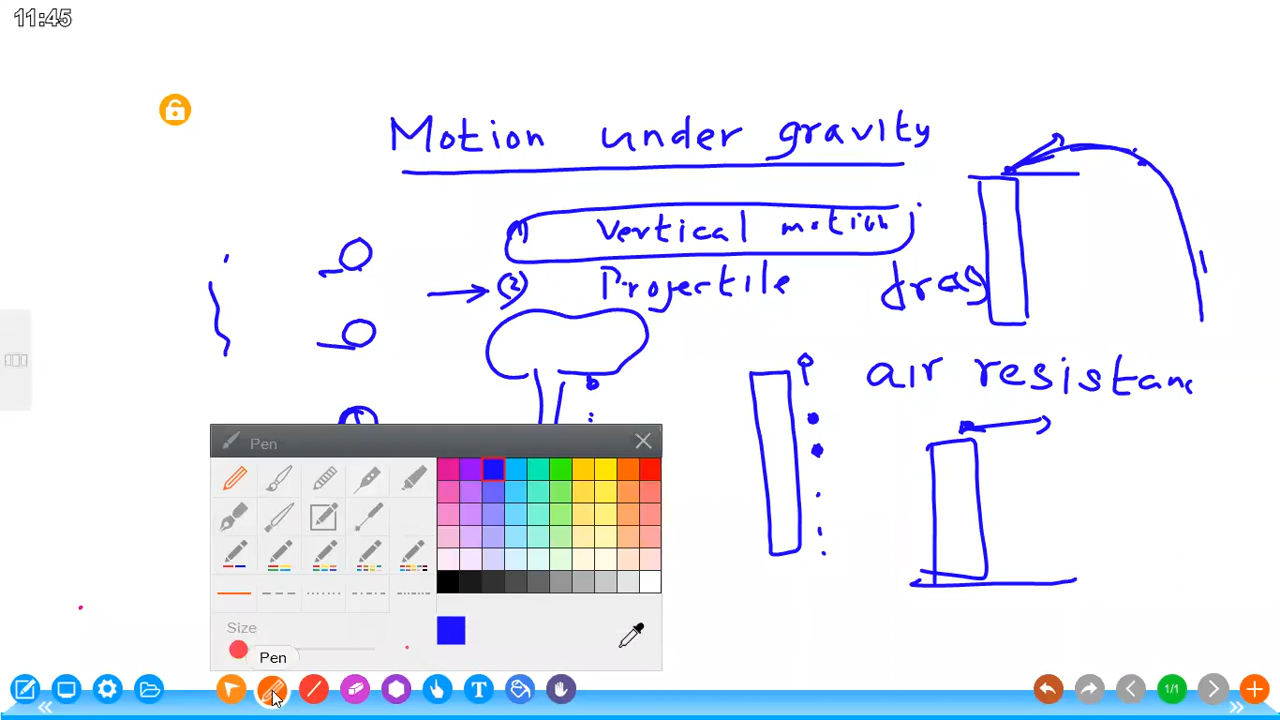 11:45
Motion under gravity
(1) Vertical motion
→ (2) Projectile
drag
air resistanc
Pen
Size
Pen
T
1/1